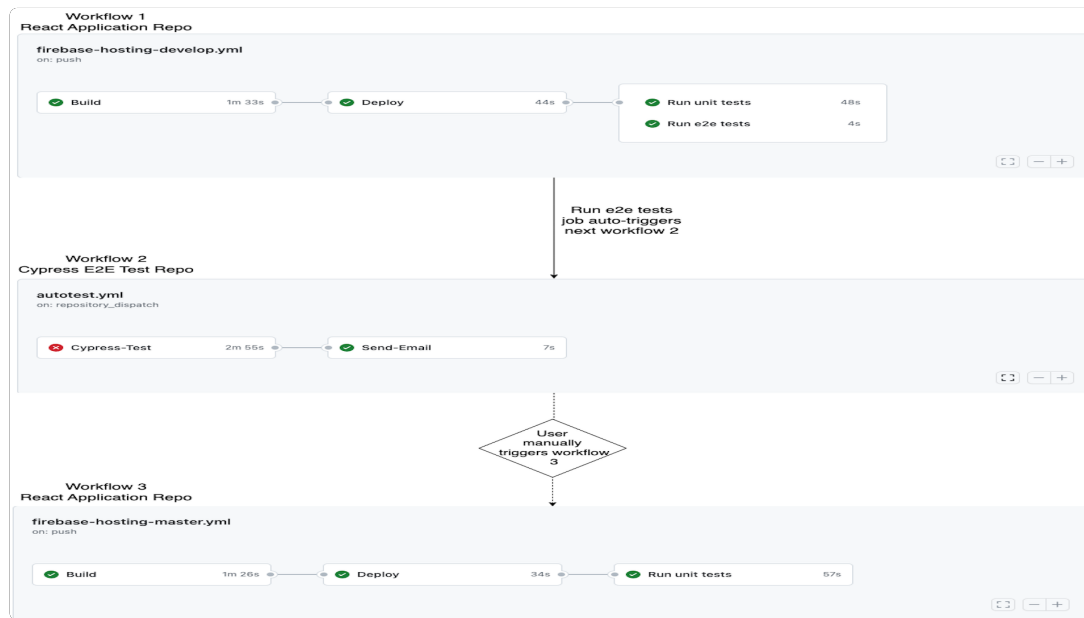 Workflow 1
React Application Repo
firebase-hosting-develop.yml
on: push
Build 1m 33s
Deploy 44s
Run unit tests 48s
Run e2e tests 4s
Run e2e tests
job auto-triggers
next workflow 2
Workflow 2
Cypress E2E Test Repo
autotest.yml
on: repository_dispatch
Cypress-Test 2m 55s
Send-Email 7s
User
manually
triggers workflow
3
Workflow 3
React Application Repo
firebase-hosting-master.yml
on: push
Build 1m 26s
Deploy 34s
Run unit tests 57s